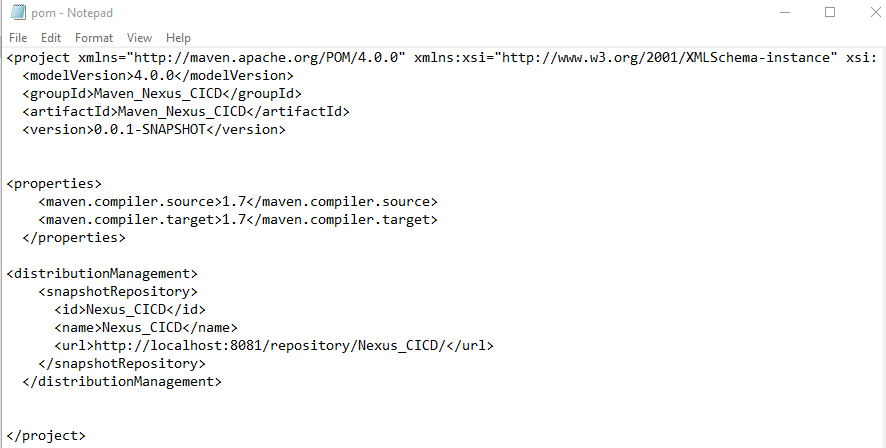 pom - Notepad
File Edit Format View Help
<project xmlns="http://maven.apache.org/POM/4.0.0" xmlns:xsi="http://www.w3.org/2001/XMLSchema-instance" xsi:
  <modelVersion>4.0.0</modelVersion>
  <groupId>Maven_Nexus_CICD</groupId>
  <artifactId>Maven_Nexus_CICD</artifactId>
  <version>0.0.1-SNAPSHOT</version>
<properties>
    <maven.compiler.source>1.7</maven.compiler.source>
    <maven.compiler.target>1.7</maven.compiler.target>
  </properties>
<distributionManagement>
    <snapshotRepository>
      <id>Nexus_CICD</id>
      <name>Nexus_CICD</name>
      <url>http://localhost:8081/repository/Nexus_CICD/</url>
    </snapshotRepository>
  </distributionManagement>
</project>